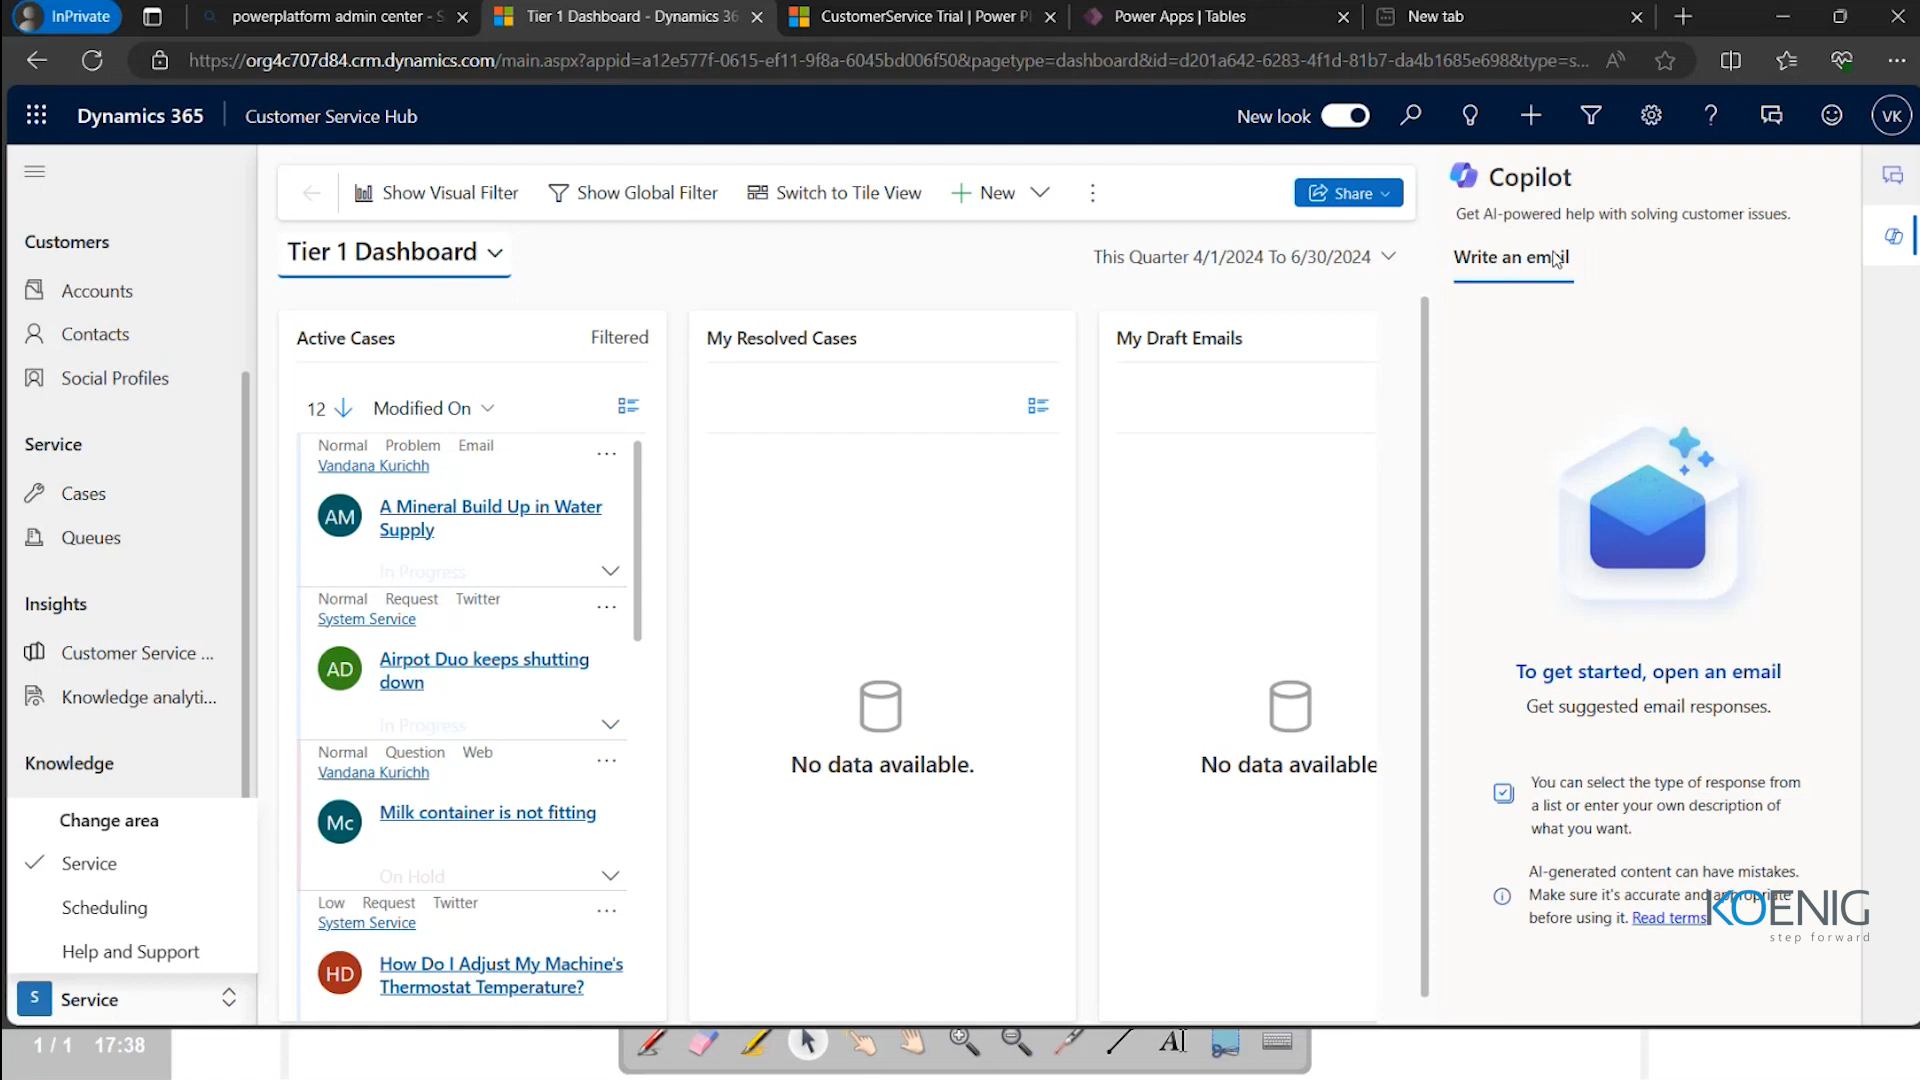 InPrivate
powerplatform admin center - S
Tier 1 Dashboard - Dynamics 36
CustomerService Trial | Power Pl
Power Apps | Tables
New tab
https://org4c707d84.crm.dynamics.com/main.aspx?appid=a12e577f-0615-ef11-9f8a-6045bd006f50&pagetype=dashboard&id=d201a642-6283-4f1d-81b7-da4b1685e698&type=s...
Dynamics 365
Customer Service Hub
New look
VK
Show Visual Filter
Show Global Filter
Switch to Tile View
New
Share
Copilot
Get AI-powered help with solving customer issues.
Write an email
Customers
Accounts
Contacts
Social Profiles
Service
Cases
Queues
Insights
Customer Service ...
Knowledge analyti...
Knowledge
Change area
Service
Scheduling
Help and Support
S
Service
Tier 1 Dashboard
This Quarter 4/1/2024 To 6/30/2024
Active Cases
Filtered
12
Modified On
Normal Problem Email
Vandana Kurichh
AM
A Mineral Build Up in Water
Supply
In Progress
Normal Request Twitter
System Service
AD
Airpot Duo keeps shutting
down
In Progress
Normal Question Web
Vandana Kurichh
Mc
Milk container is not fitting
On Hold
Low Request Twitter
System Service
HD
How Do I Adjust My Machine's
Thermostat Temperature?
My Resolved Cases
No data available.
My Draft Emails
No data available
To get started, open an email
Get suggested email responses.
You can select the type of response from
a list or enter your own description of
what you want.
AI-generated content can have mistakes.
Make sure it's accurate and appropriate
before using it. Read terms
KOENIG
step forward
1 / 1
17:38